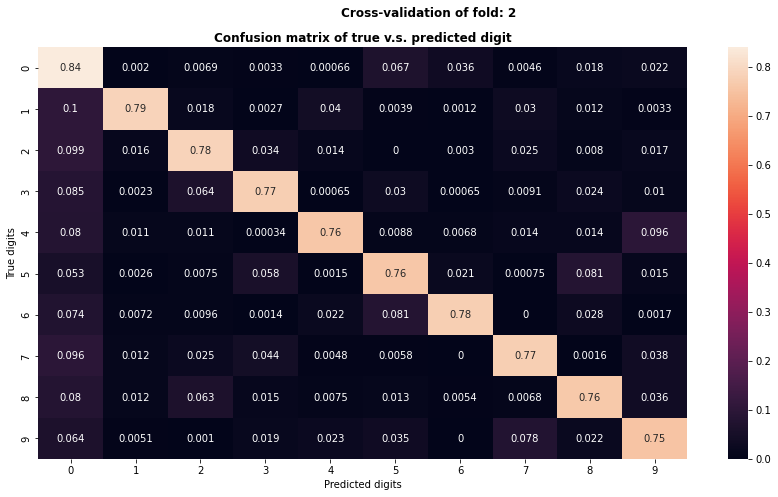 Cross-validation of fold: 2
Confusion matrix of true v.s. predicted digit
0 0.84 0.002 0.0069 0.0033 0.00066 0.067 0.036 0.0046 0.018 0.022
1 0.1 0.79 0.018 0.0027 0.04 0.0039 0.0012 0.03 0.012 0.0033
2 0.099 0.016 0.78 0.034 0.014 0 0.003 0.025 0.008 0.017
3 0.085 0.0023 0.064 0.77 0.00065 0.03 0.00065 0.0091 0.024 0.01
4 0.08 0.011 0.011 0.00034 0.76 0.0088 0.0068 0.014 0.014 0.096
5 0.053 0.0026 0.0075 0.058 0.0015 0.76 0.021 0.00075 0.081 0.015
6 0.074 0.0072 0.0096 0.0014 0.022 0.081 0.78 0 0.028 0.0017
7 0.096 0.012 0.025 0.044 0.0048 0.0058 0 0.77 0.0016 0.038
8 0.08 0.012 0.063 0.015 0.0075 0.013 0.0054 0.0068 0.76 0.036
9 0.064 0.0051 0.001 0.019 0.023 0.035 0 0.078 0.022 0.75
0 1 2 3 4 5 6 7 8 9
Predicted digits
True digits
0.8
0.7
0.6
0.5
0.4
0.3
0.2
0.1
0.0